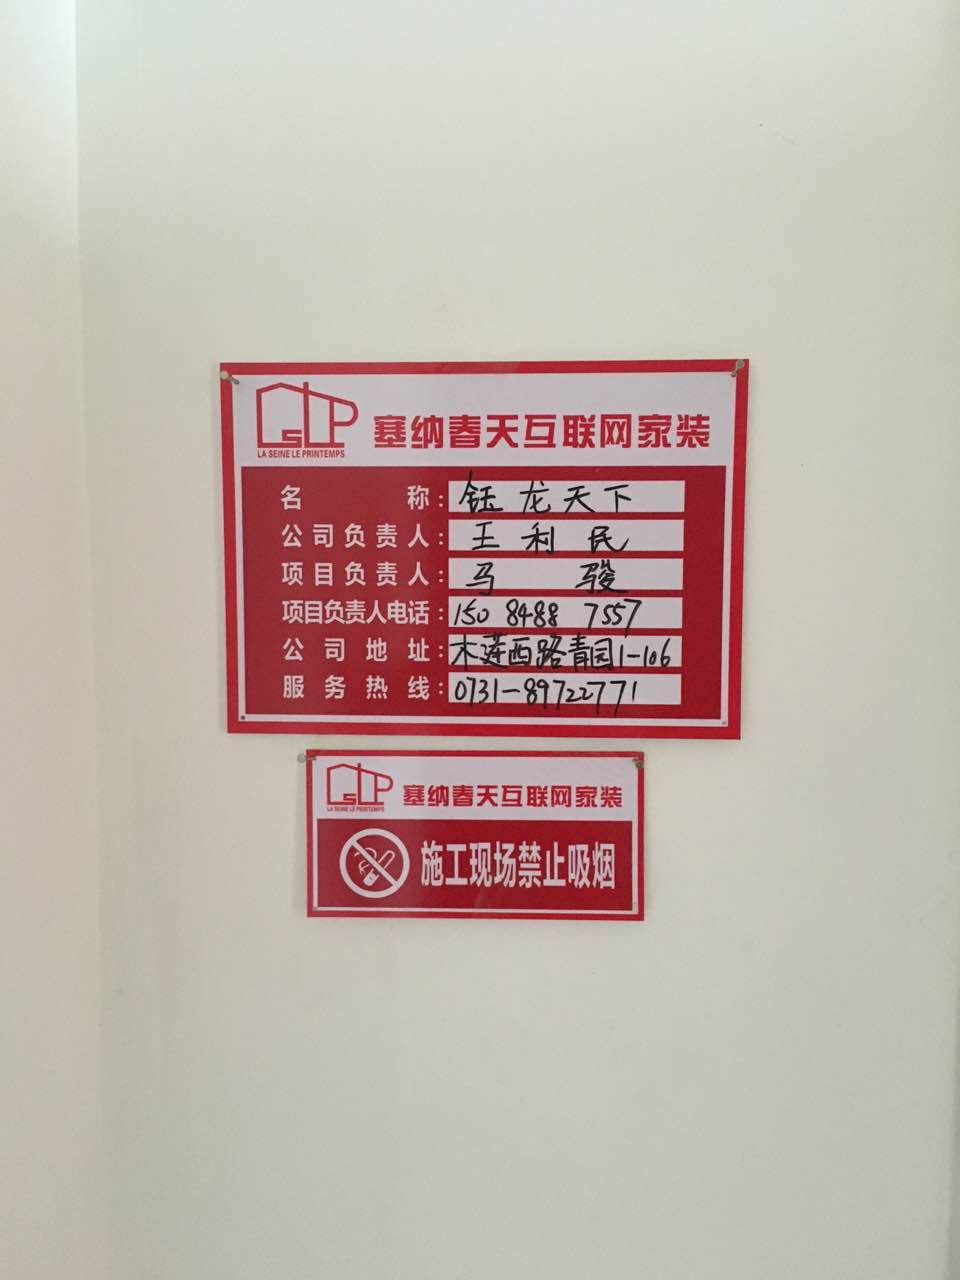 LA SEINE LE PRINTEMPS
塞纳春天互联网家装
名 称：钰龙天下
公司负责人：王利民
项目负责人：马骏
项目负责人电话：150 8488 7557
公司地址：木莲西路青园1-106
服务热线：0731-89722771
LA SEINE LE PRINTEMPS
塞纳春天互联网家装
施工现场禁止吸烟